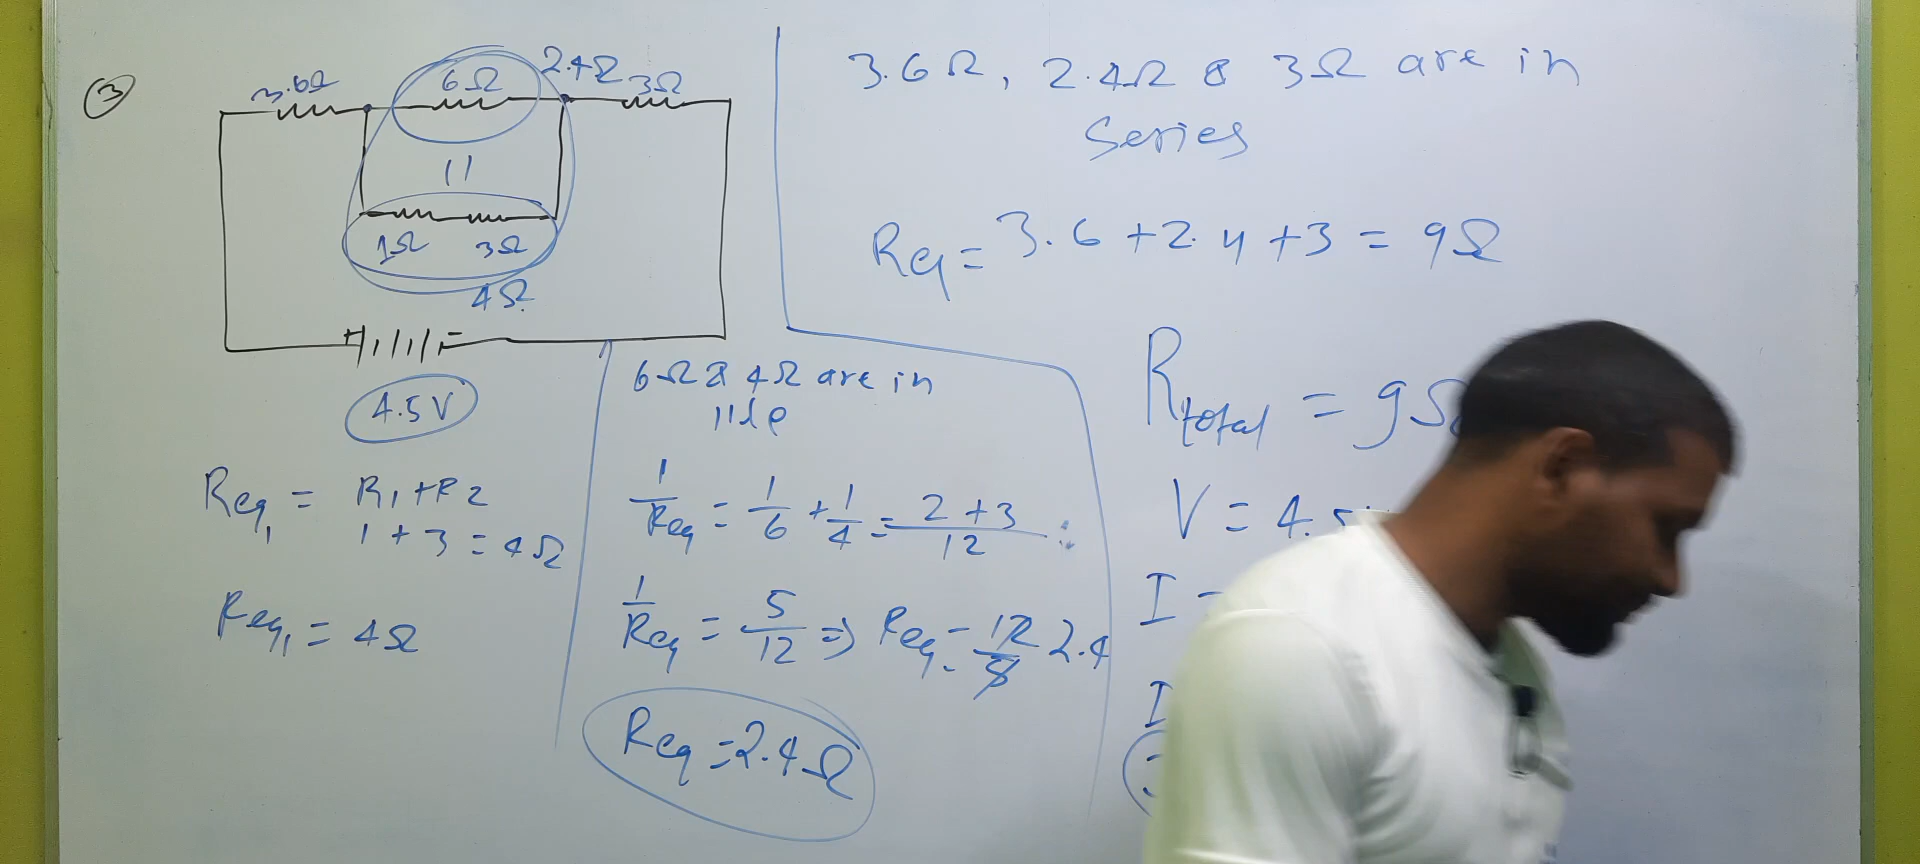 3
3.6Ω 6Ω 2.4Ω 3Ω
11
1Ω 3Ω
4Ω
+ -
4.5V
Req1 = R1+R2
1 + 3 = 4Ω
Req1 = 4Ω
6Ω & 4Ω are in
11le
1/Req = 1/6 + 1/4 = 2+3/12
1/Req = 5/12 ⇒ Req = 12/5 2.4
Req = 2.4Ω
3.6Ω, 2.4Ω & 3Ω are in
Series
Req = 3.6 + 2.4 + 3 = 9Ω
Rtotal = 9Ω
V = 4.5
I =
I